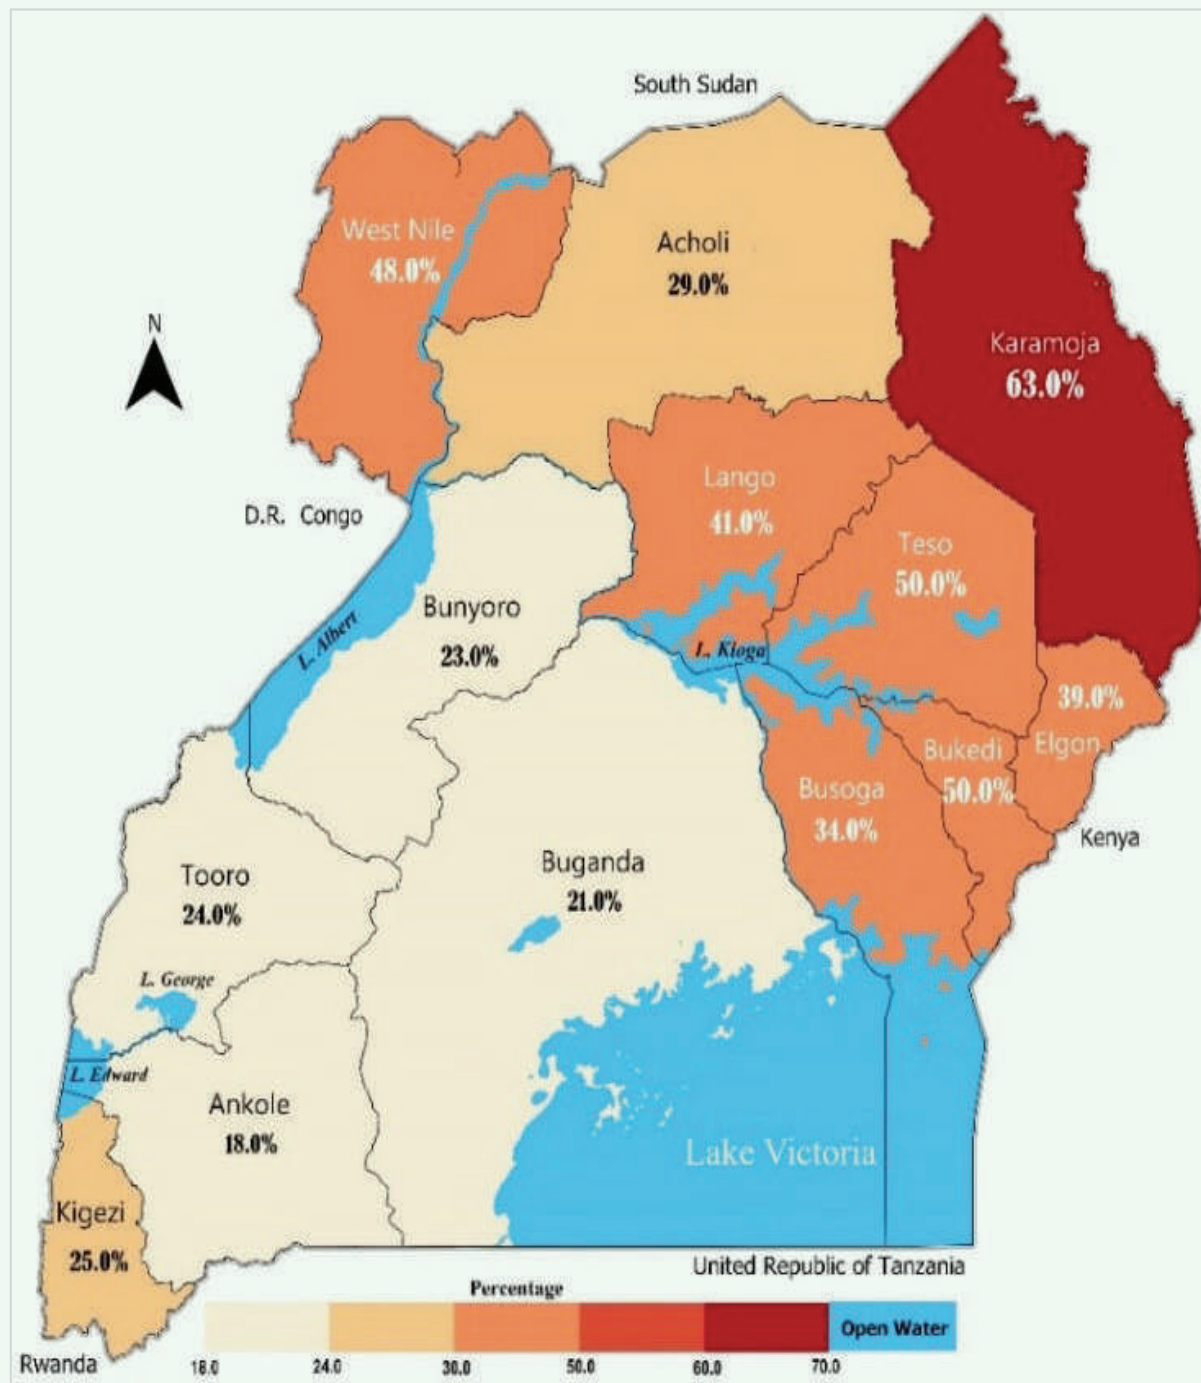 South Sudan
West Nile
48.0%
Acholi
29.0%
N
Karamoja
63.0%
Lango
41.0%
D.R. Congo
Teso
50.0%
Bunyoro
23.0%
L. Albert
L. Kioga
39.0%
Elgon
Bukedi
50.0%
Busoga
34.0%
Kenya
Buganda
21.0%
Tooro
24.0%
L. George
L. Edward
Ankole
18.0%
Lake Victoria
Kigezi
25.0%
United Republic of Tanzania
Percentage
Open Water
Rwanda
18.0 24.0 30.0 50.0 60.0 70.0